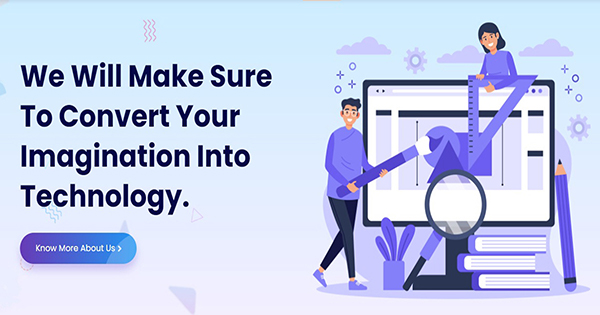 We Will Make Sure
To Convert Your
Imagination Into
Technology.
Know More About Us